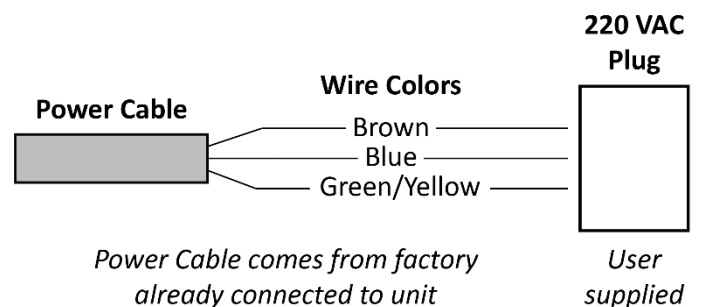 220 VAC
Plug
Wire Colors
Power Cable
Brown
Blue
Green/Yellow
Power Cable comes from factory
already connected to unit
User
supplied